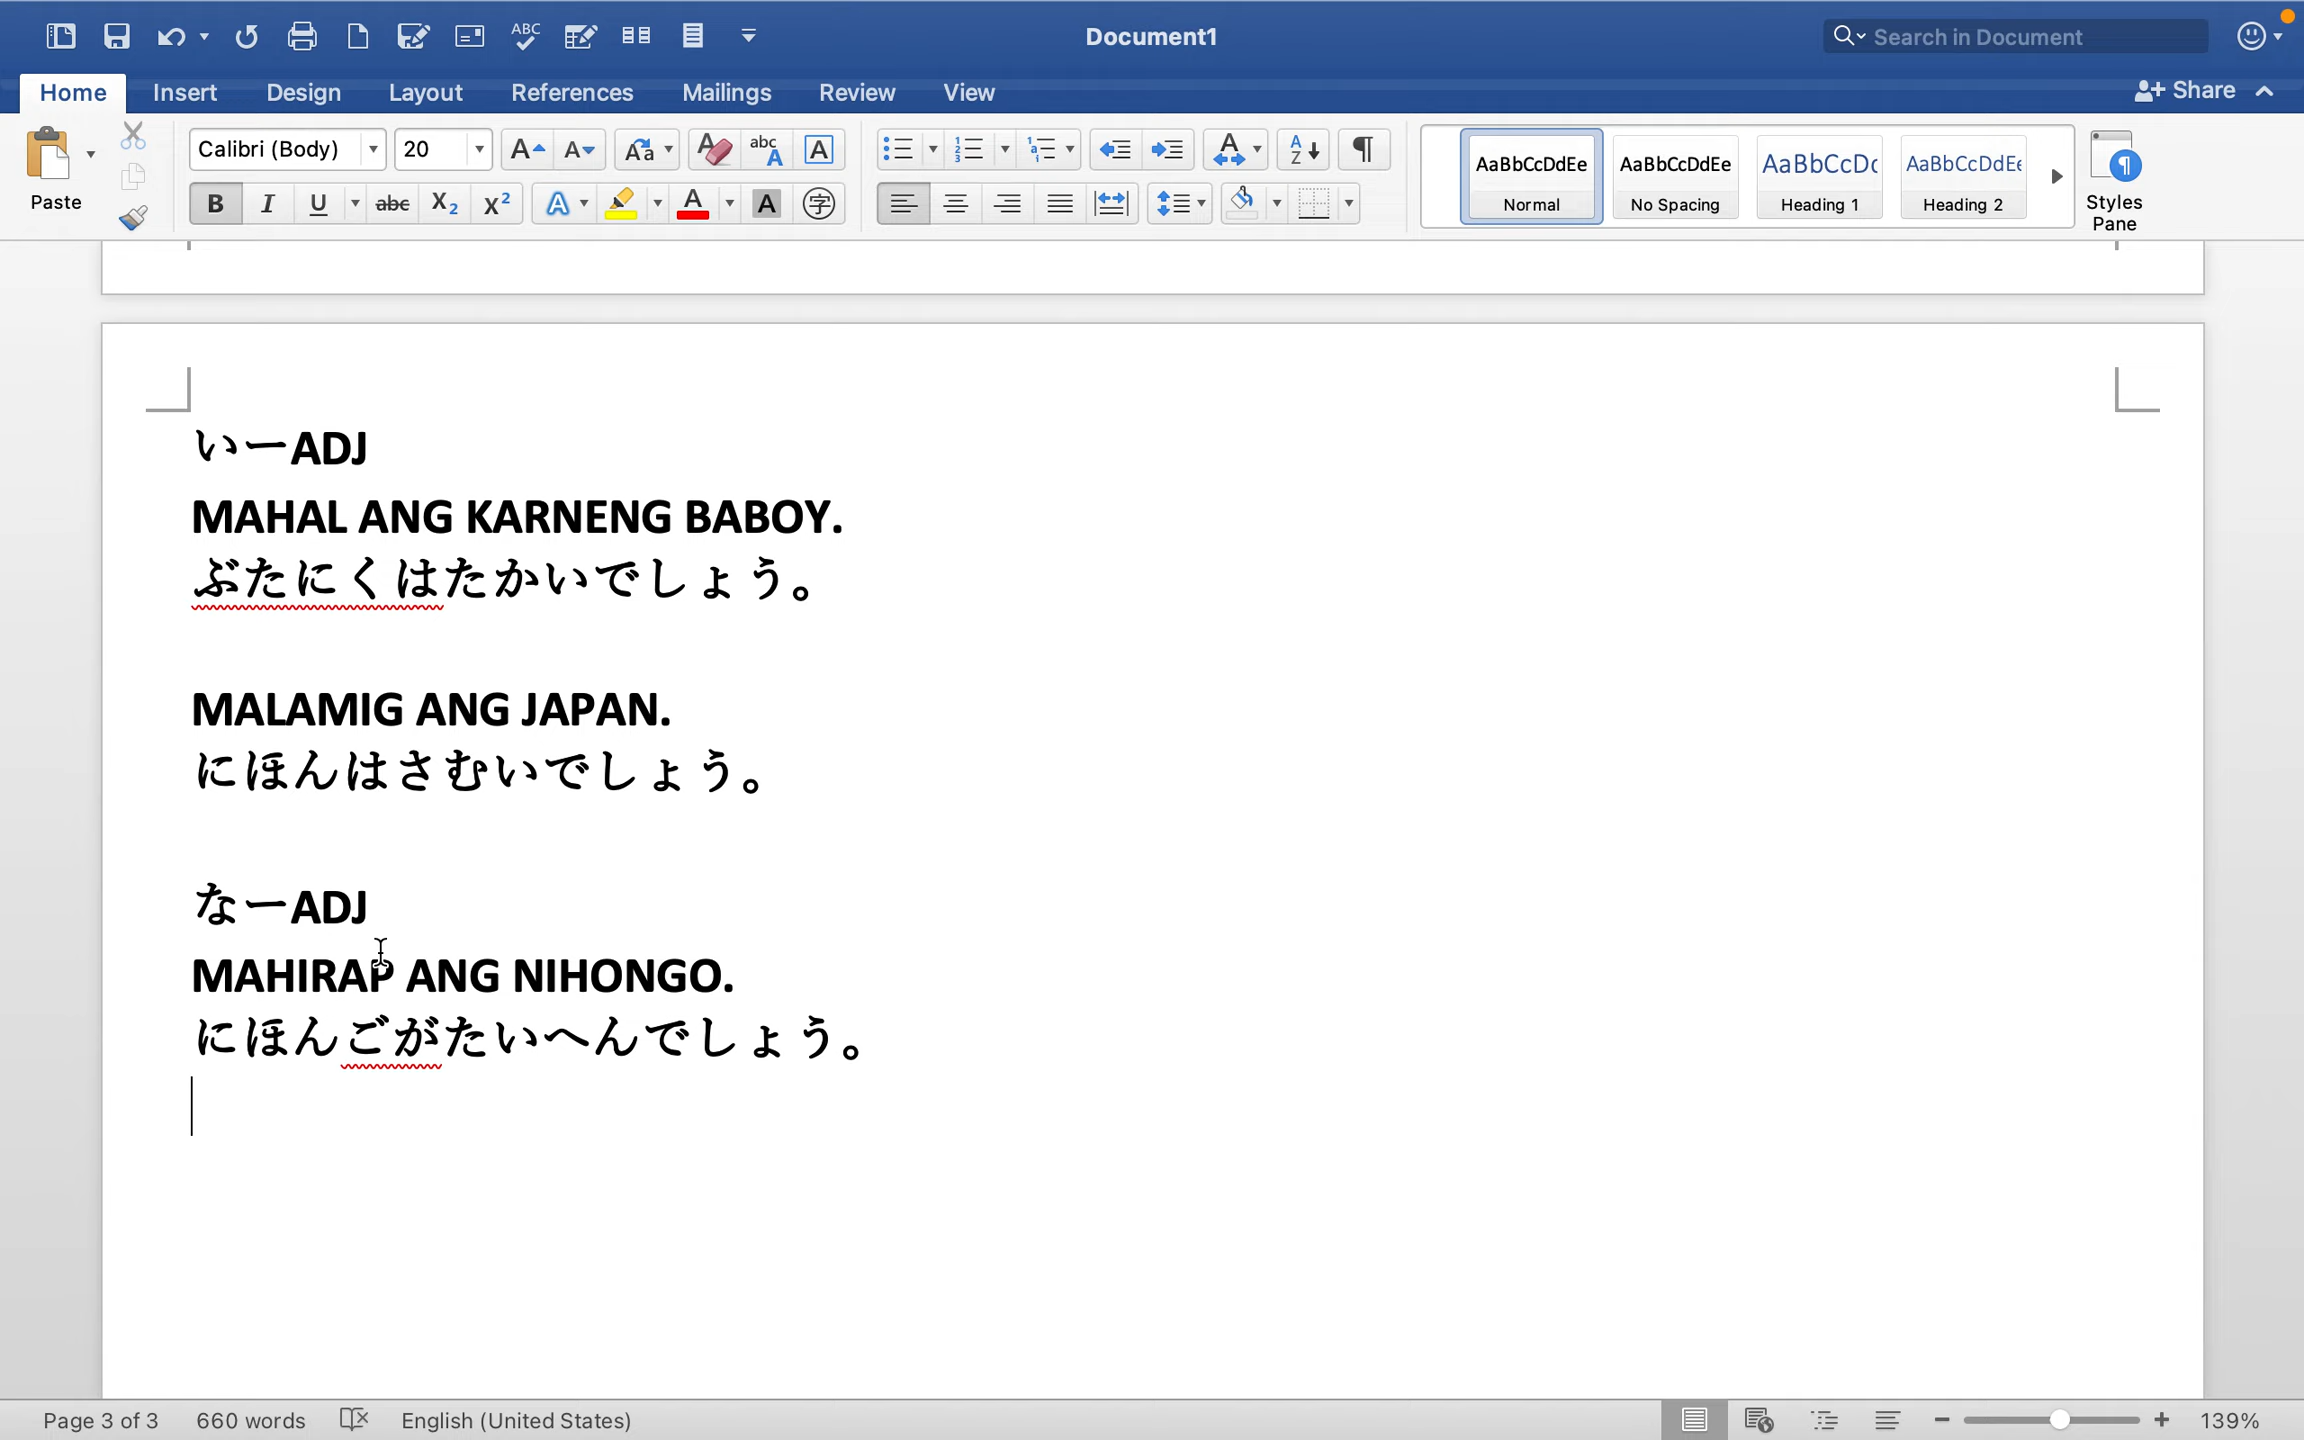 Document1
Search in Document
Home Insert Design Layout References Mailings Review View
Share
Paste
Calibri (Body) 20
AaBbCcDdEe AaBbCcDdEe AaBbCcDc AaBbCcDdEe
Normal No Spacing Heading 1 Heading 2
Styles Pane
いーADJ
MAHAL ANG KARNENG BABOY.
ぶたにくはたかいでしょう。
MALAMIG ANG JAPAN.
にほんはさむいでしょう。
なーADJ
MAHIRAP ANG NIHONGO.
にほんごがたいへんでしょう。
Page 3 of 3 660 words English (United States) 139%